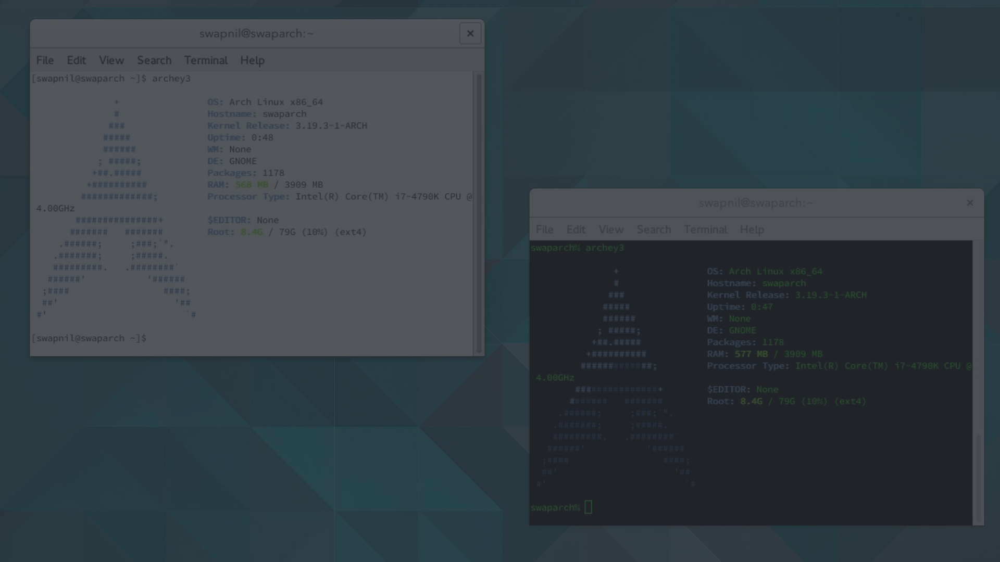 swapnil@swaparch:~
File Edit View Search Terminal Help
[swapnil@swaparch ~]$ archey3
+ OS: Arch Linux x86_64
# Hostname: swaparch
### Kernel Release: 3.19.3-1-ARCH
##### Uptime: 0:48
###### WM: None
; #####; DE: GNOME
+##.##### Packages: 1178
+########## RAM: 568 MB / 3909 MB
#############; Processor Type: Intel(R) Core(TM) i7-4790K CPU @
4.00GHz
###############+ $EDITOR: None
####### ####### Root: 8.4G / 79G (10%) (ext4)
.######; ;###;`".
.#######; ;#####.
#########. .########`
######' '######
;#### ####;
##' '##
#' `#
[swapnil@swaparch ~]$
swapnil@swaparch:~
File Edit View Search Terminal Help
swaparch% archey3
+ OS: Arch Linux x86_64
# Hostname: swaparch
### Kernel Release: 3.19.3-1-ARCH
##### Uptime: 0:47
###### WM: None
; #####; DE: GNOME
+##.##### Packages: 1178
+########## RAM: 577 MB / 3909 MB
#############; Processor Type: Intel(R) Core(TM) i7-4790K CPU @
4.00GHz
###############+ $EDITOR: None
####### ####### Root: 8.4G / 79G (10%) (ext4)
.######; ;###;`".
.#######; ;#####.
#########. .########`
######' '######
;#### ####;
##' '##
#' `#
swaparch%